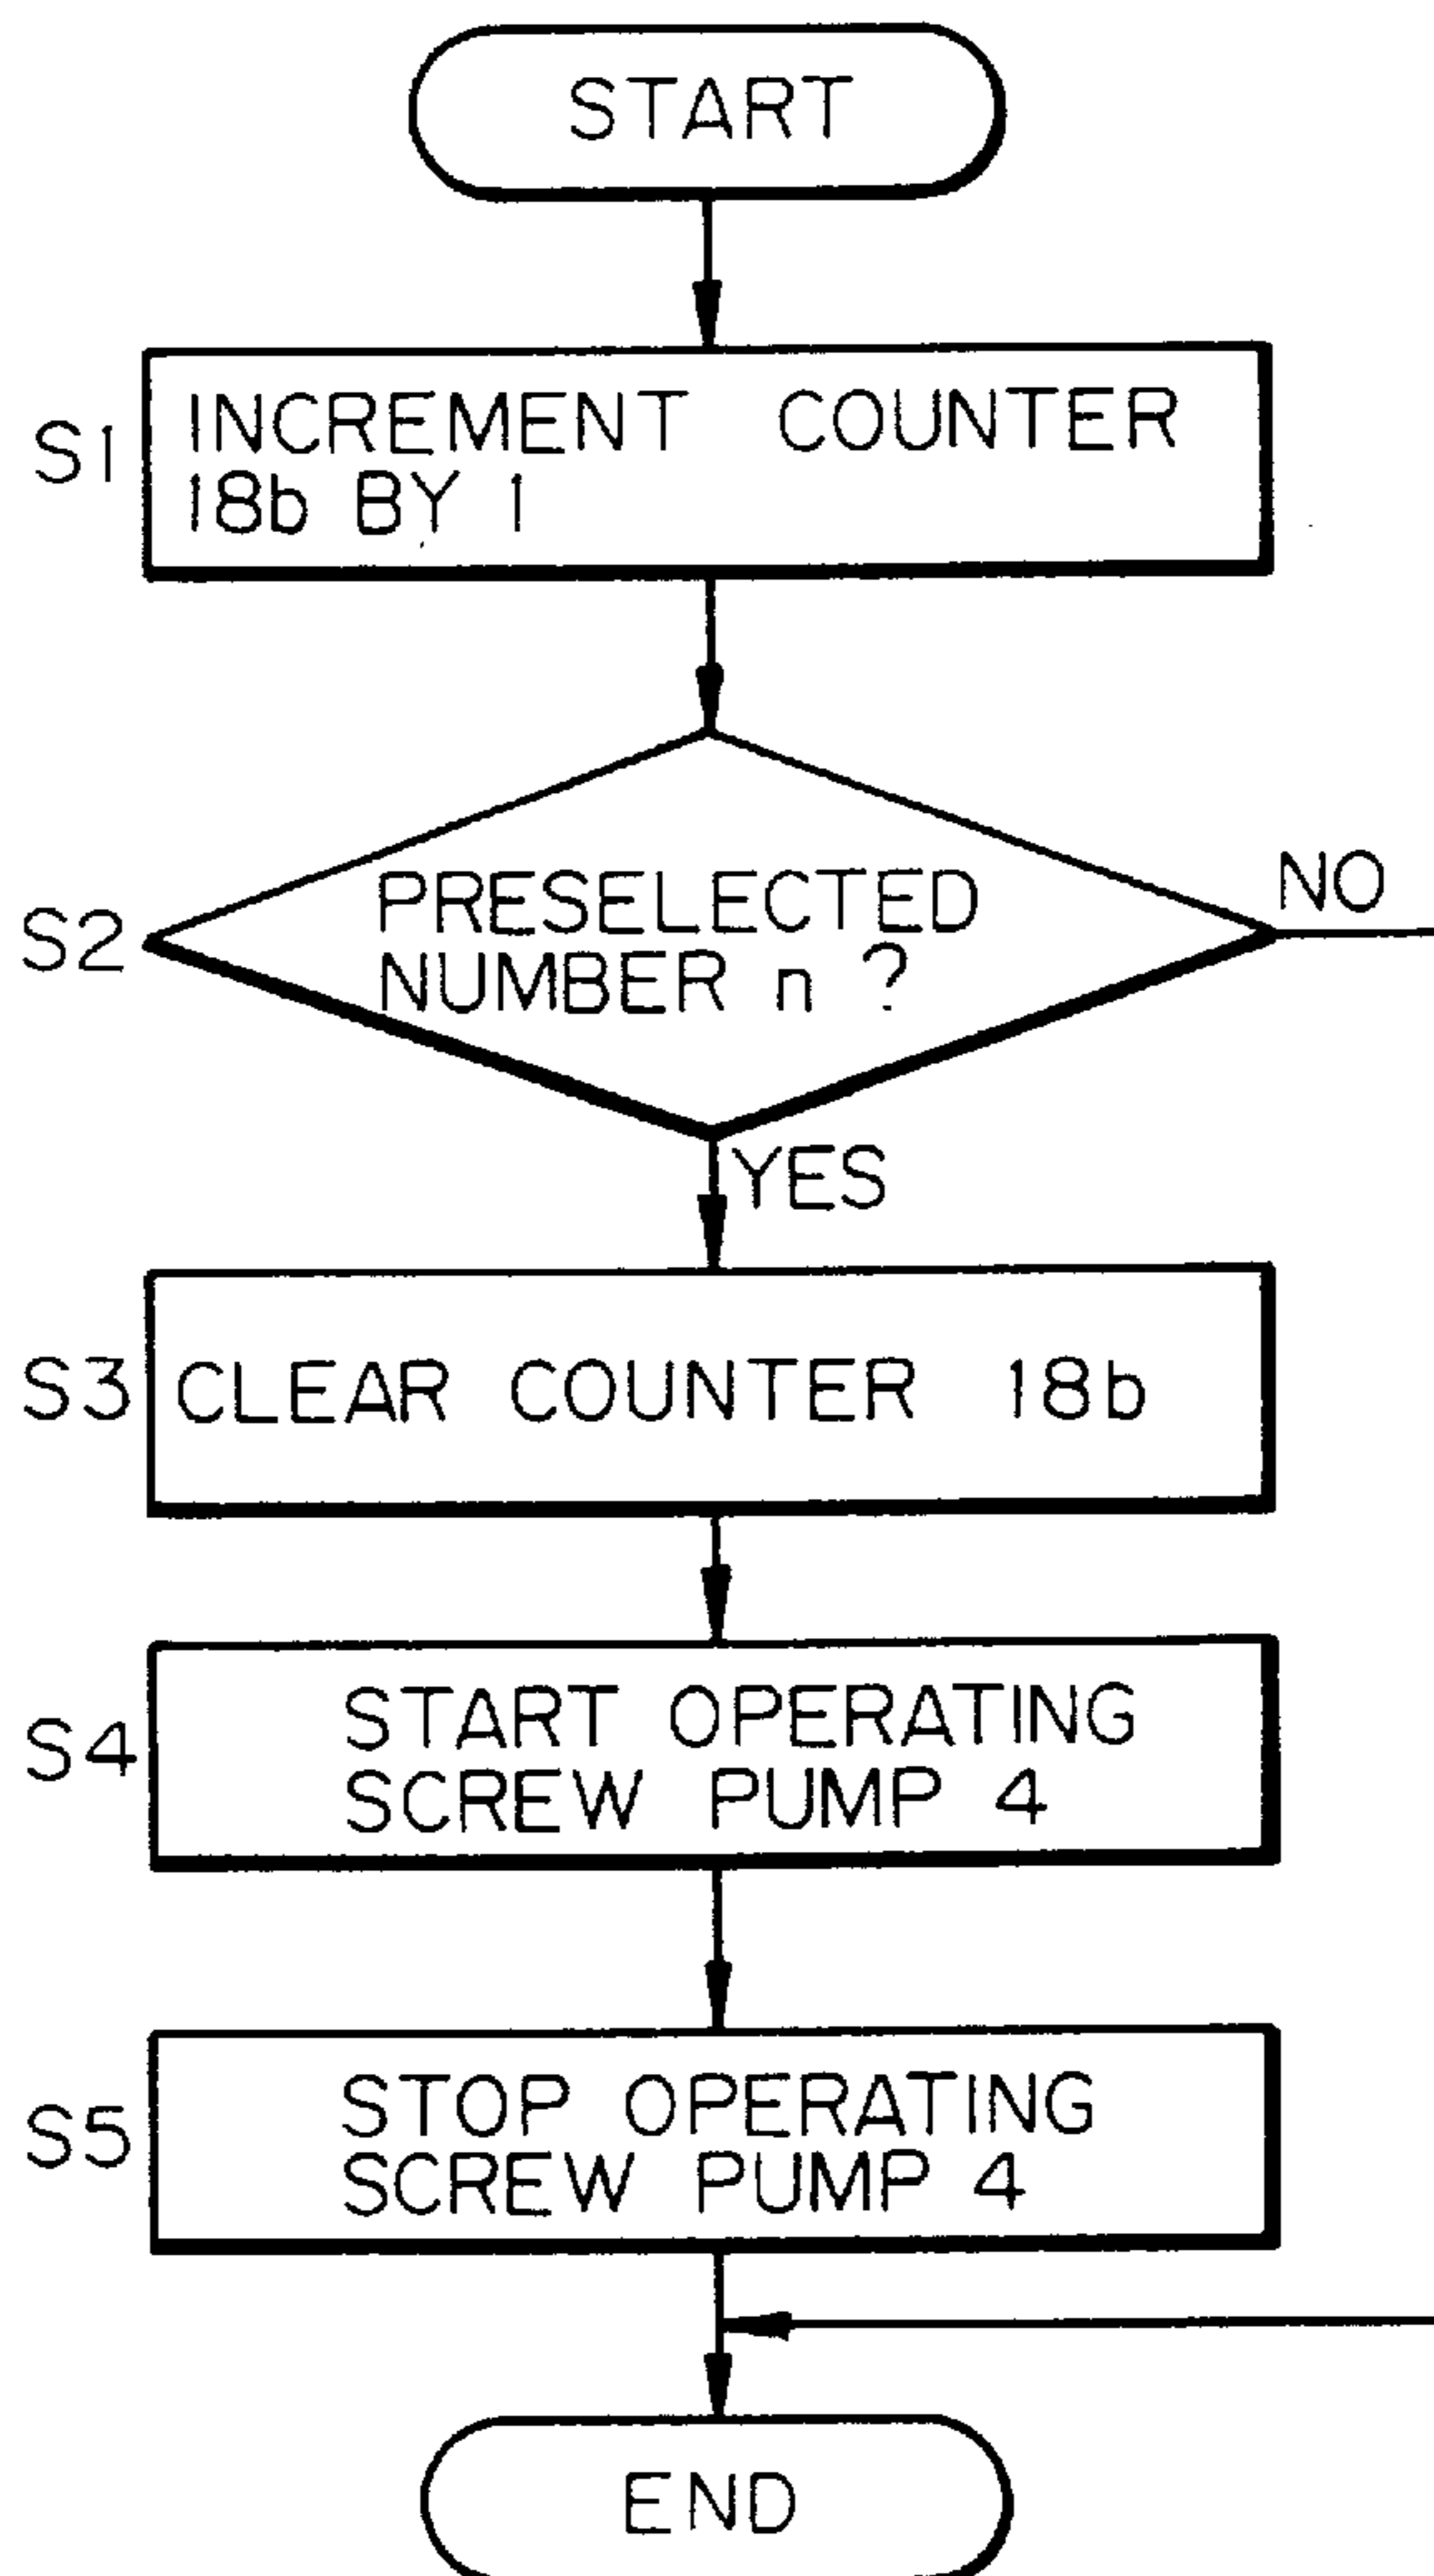 START
S1
INCREMENT COUNTER
18b BY 1
S2
PRESELECTED
NUMBER n ?
NO
YES
S3
CLEAR COUNTER 18b
S4
START OPERATING
SCREW PUMP 4
S5
STOP OPERATING
SCREW PUMP 4
END